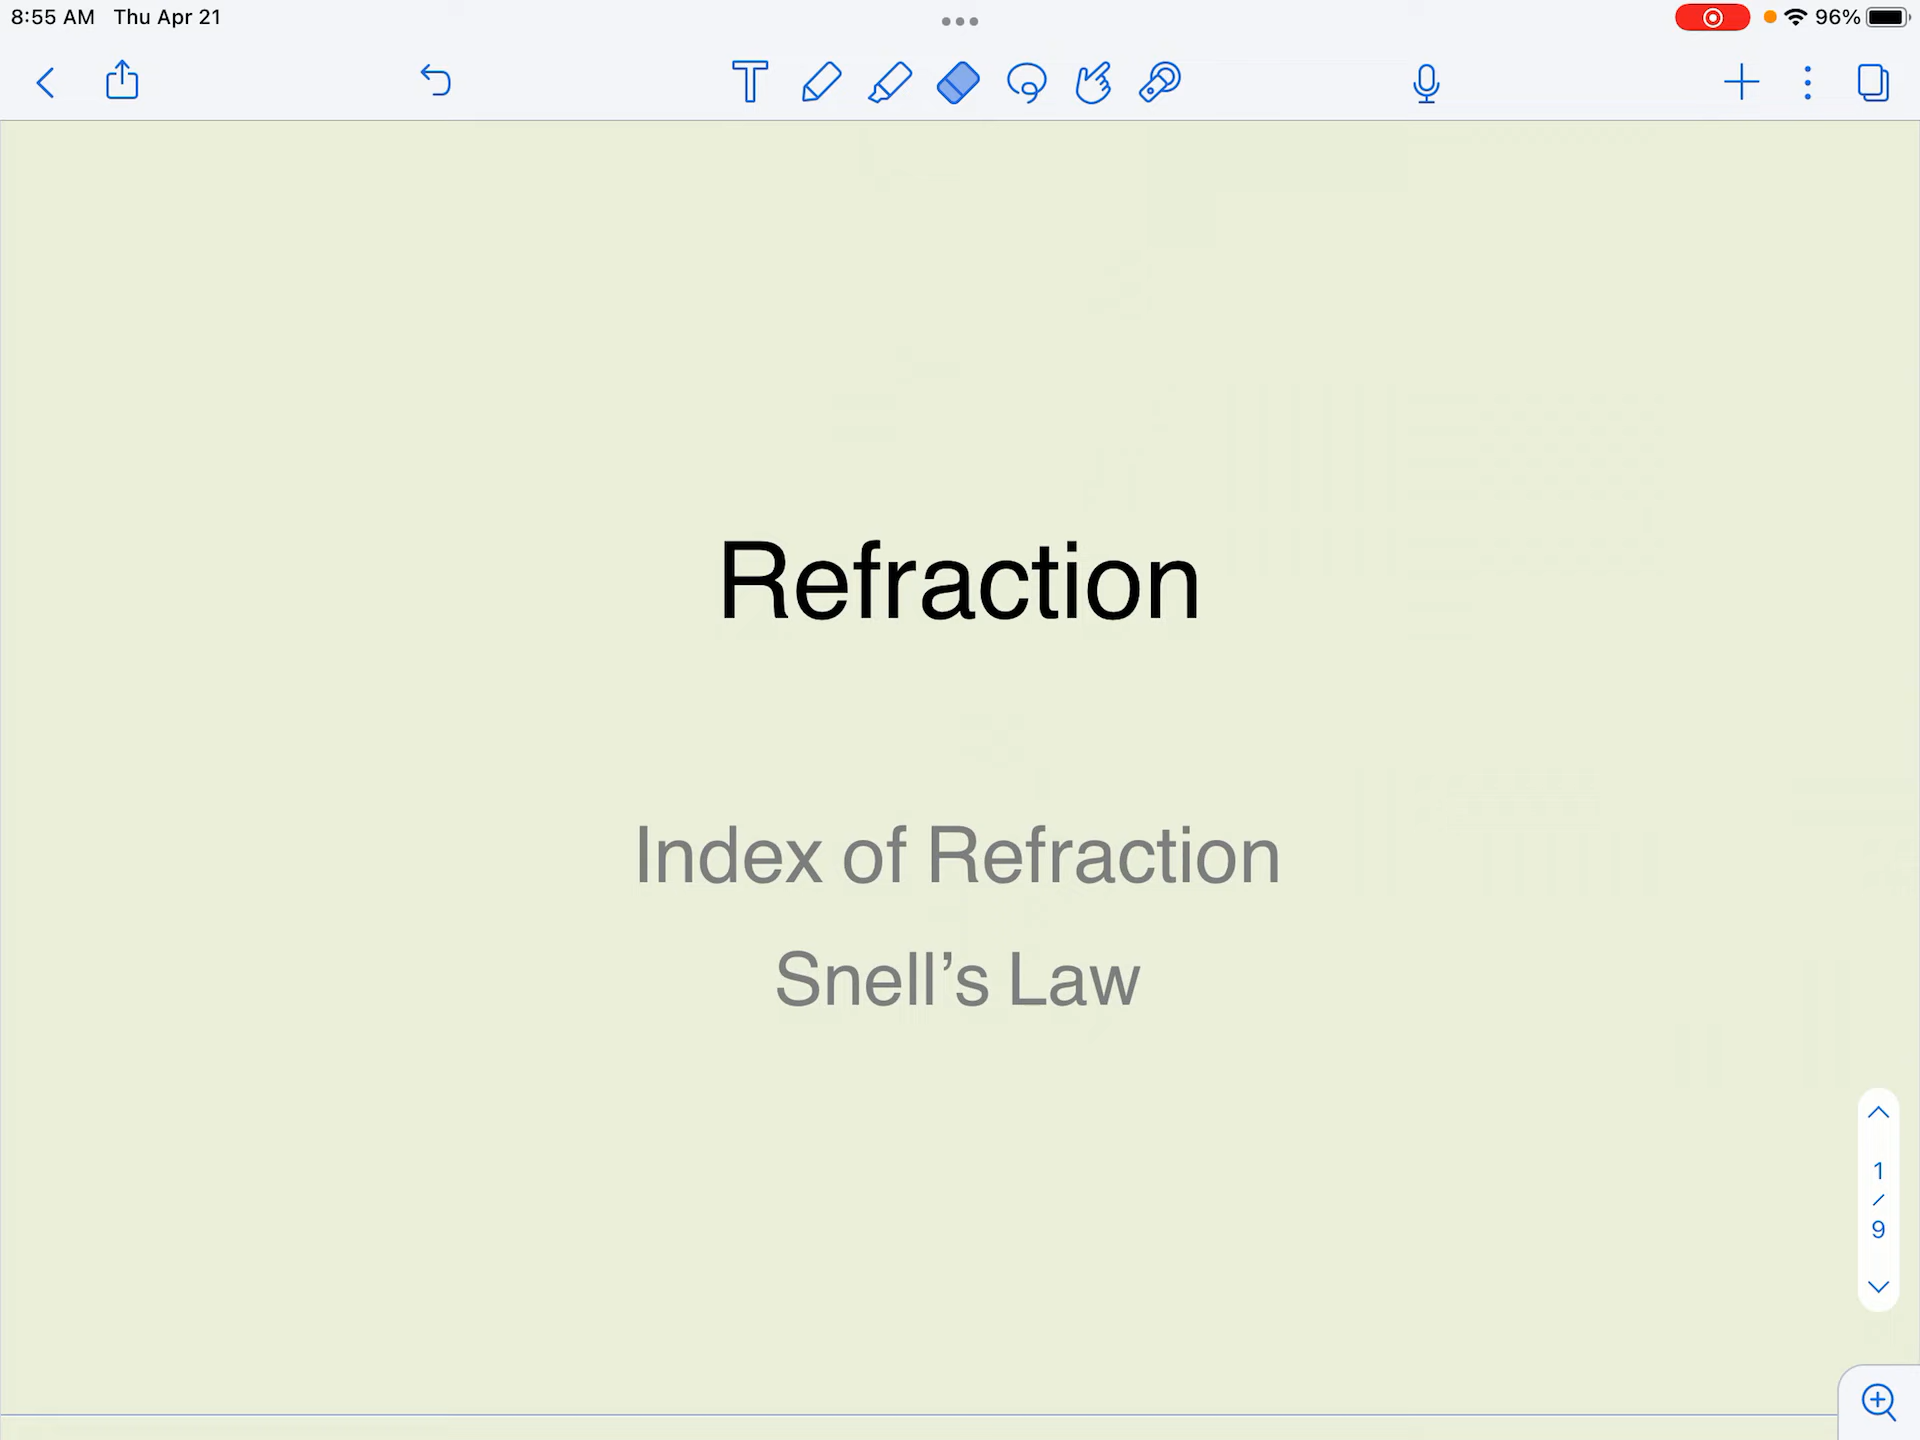 8:55 AM Thu Apr 21
96%
Refraction
Index of Refraction
Snell’s Law
1
/
9